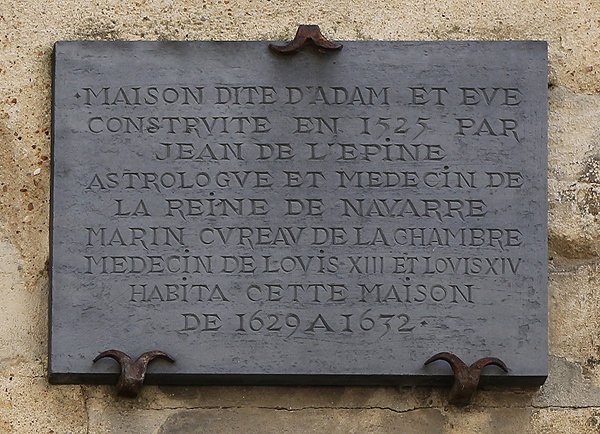 ·MAISON DITE D'ADAM ET EVE
CONSTRVITE EN 1525 PAR
JEAN DE L'EPINE
ASTROLOGVE ET MEDECIN DE
LA REINE DE NAVARRE
MARIN CVREAV DE LA CHAMBRE
MEDECIN DE LOVIS·XIII ET LOVIS XIV
HABITA CETTE MAISON
DE 1629 A 1632·